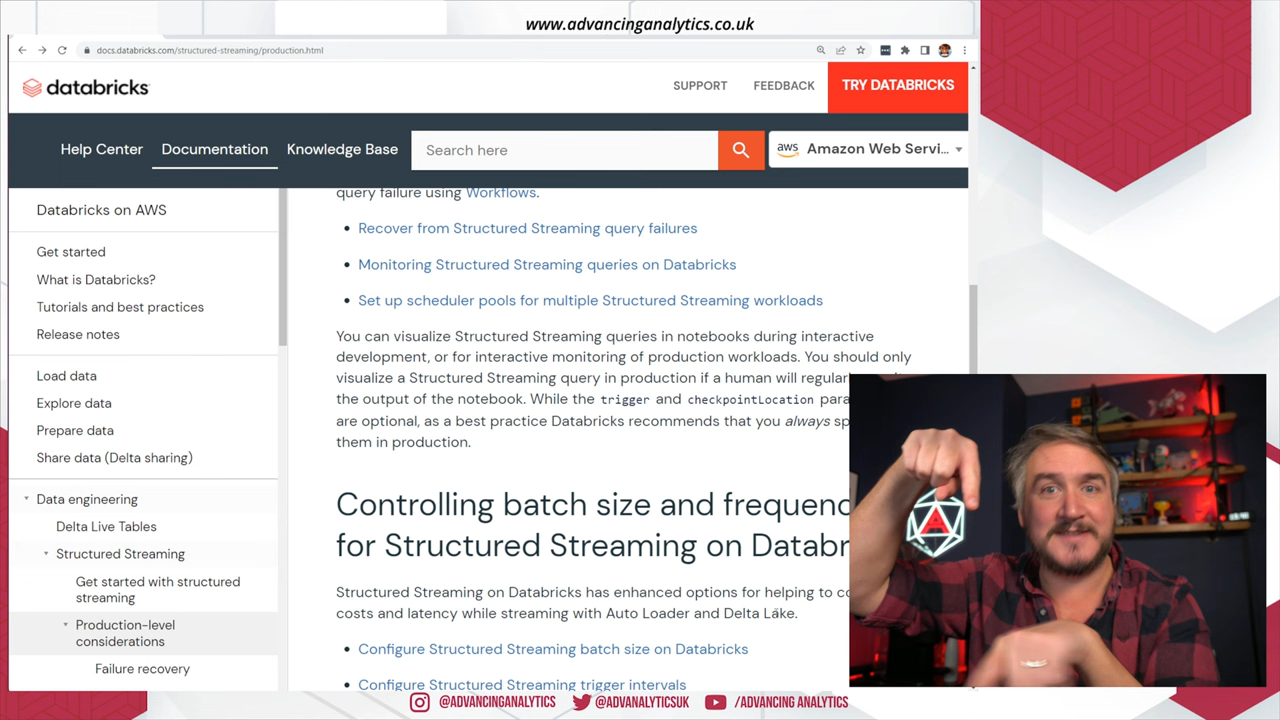 www.advancinganalytics.co.uk
docs.databricks.com/structured-streaming/production.html
databricks
SUPPORT
FEEDBACK
TRY DATABRICKS
Help Center
Documentation
Knowledge Base
Search here
aws
Amazon Web Servi...
Databricks on AWS
Get started
What is Databricks?
Tutorials and best practices
Release notes
Load data
Explore data
Prepare data
Share data (Delta sharing)
Data engineering
Delta Live Tables
Structured Streaming
Get started with structured
streaming
Production-level
considerations
Failure recovery
query failure using Workflows.
Recover from Structured Streaming query failures
Monitoring Structured Streaming queries on Databricks
Set up scheduler pools for multiple Structured Streaming workloads
You can visualize Structured Streaming queries in notebooks during interactive
development, or for interactive monitoring of production workloads. You should only
visualize a Structured Streaming query in production if a human will regular
the output of the notebook. While the trigger and checkpointLocation para
are optional, as a best practice Databricks recommends that you always sp
them in production.
Controlling batch size and frequenc
for Structured Streaming on Databr
Structured Streaming on Databricks has enhanced options for helping to co
costs and latency while streaming with Auto Loader and Delta Lake.
Configure Structured Streaming batch size on Databricks
Configure Structured Streaming trigger intervals
A
@ADVANCINGANALYTICS
@ADVANALYTICSUK
/ADVANCING ANALYTICS